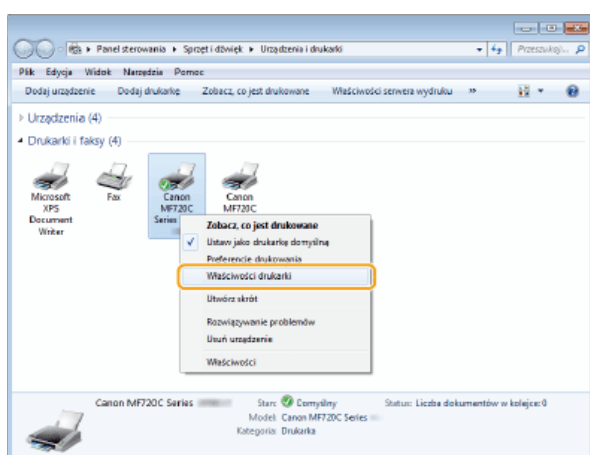 Panel sterowania ▸ Sprzęt i dźwięk ▸ Urządzenia i drukarki
Przeszukaj...
Plik Edycja Widok Narzędzia Pomoc
Dodaj urządzenie Dodaj drukarkę Zobacz, co jest drukowane Właściwości serwera wydruku »
Urządzenia (4)
Drukarki i faksy (4)
Microsoft XPS Document Writer
Fax
Canon MF720C Series
Canon MF720C
Zobacz, co jest drukowane
Ustaw jako drukarkę domyślną
Preferencje drukowania
Właściwości drukarki
Utwórz skrót
Rozwiązywanie problemów
Usuń urządzenie
Właściwości
Canon MF720C Series Stan: Domyślny Status: Liczba dokumentów w kolejce: 0
Model: Canon MF720C Series
Kategoria: Drukarka